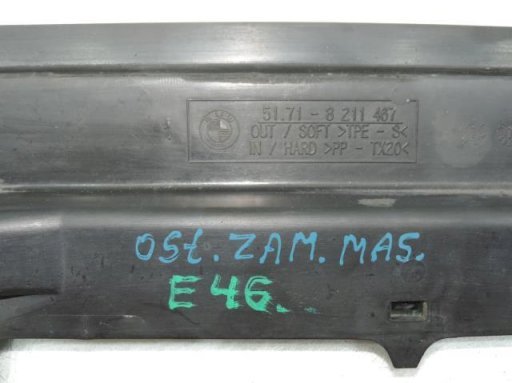 51.71 - 8 211 467
OUT / SOFT >TPE - S<
IN / HARD >PP - TX20<
OSŁ. ZAM. MAS.
E46.